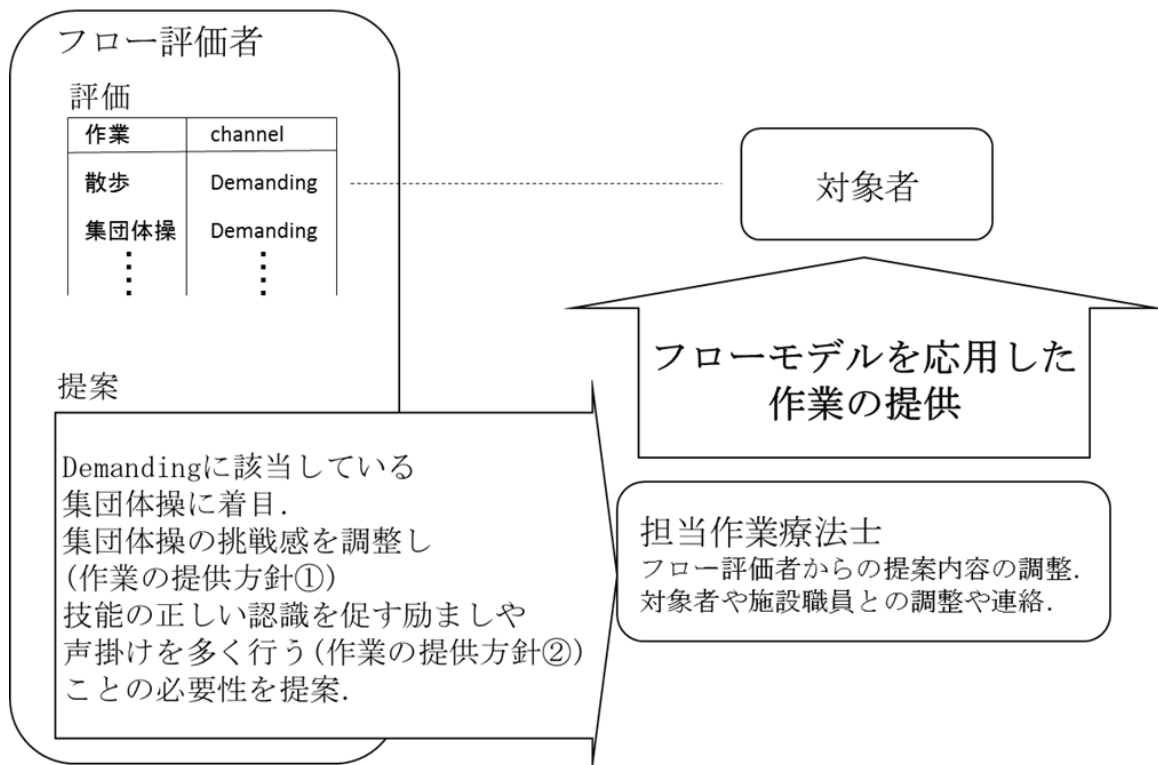 フロー評価者
評価
作業 channel
散歩 Demanding
集団体操 Demanding
対象者
フローモデルを応用した
作業の提供
提案
Demandingに該当している
集団体操に着目.
集団体操の挑戦感を調整し
(作業の提供方針①)
技能の正しい認識を促す励ましや
声掛けを多く行う(作業の提供方針②)
ことの必要性を提案.
担当作業療法士
フロー評価者からの提案内容の調整.
対象者や施設職員との調整や連絡.